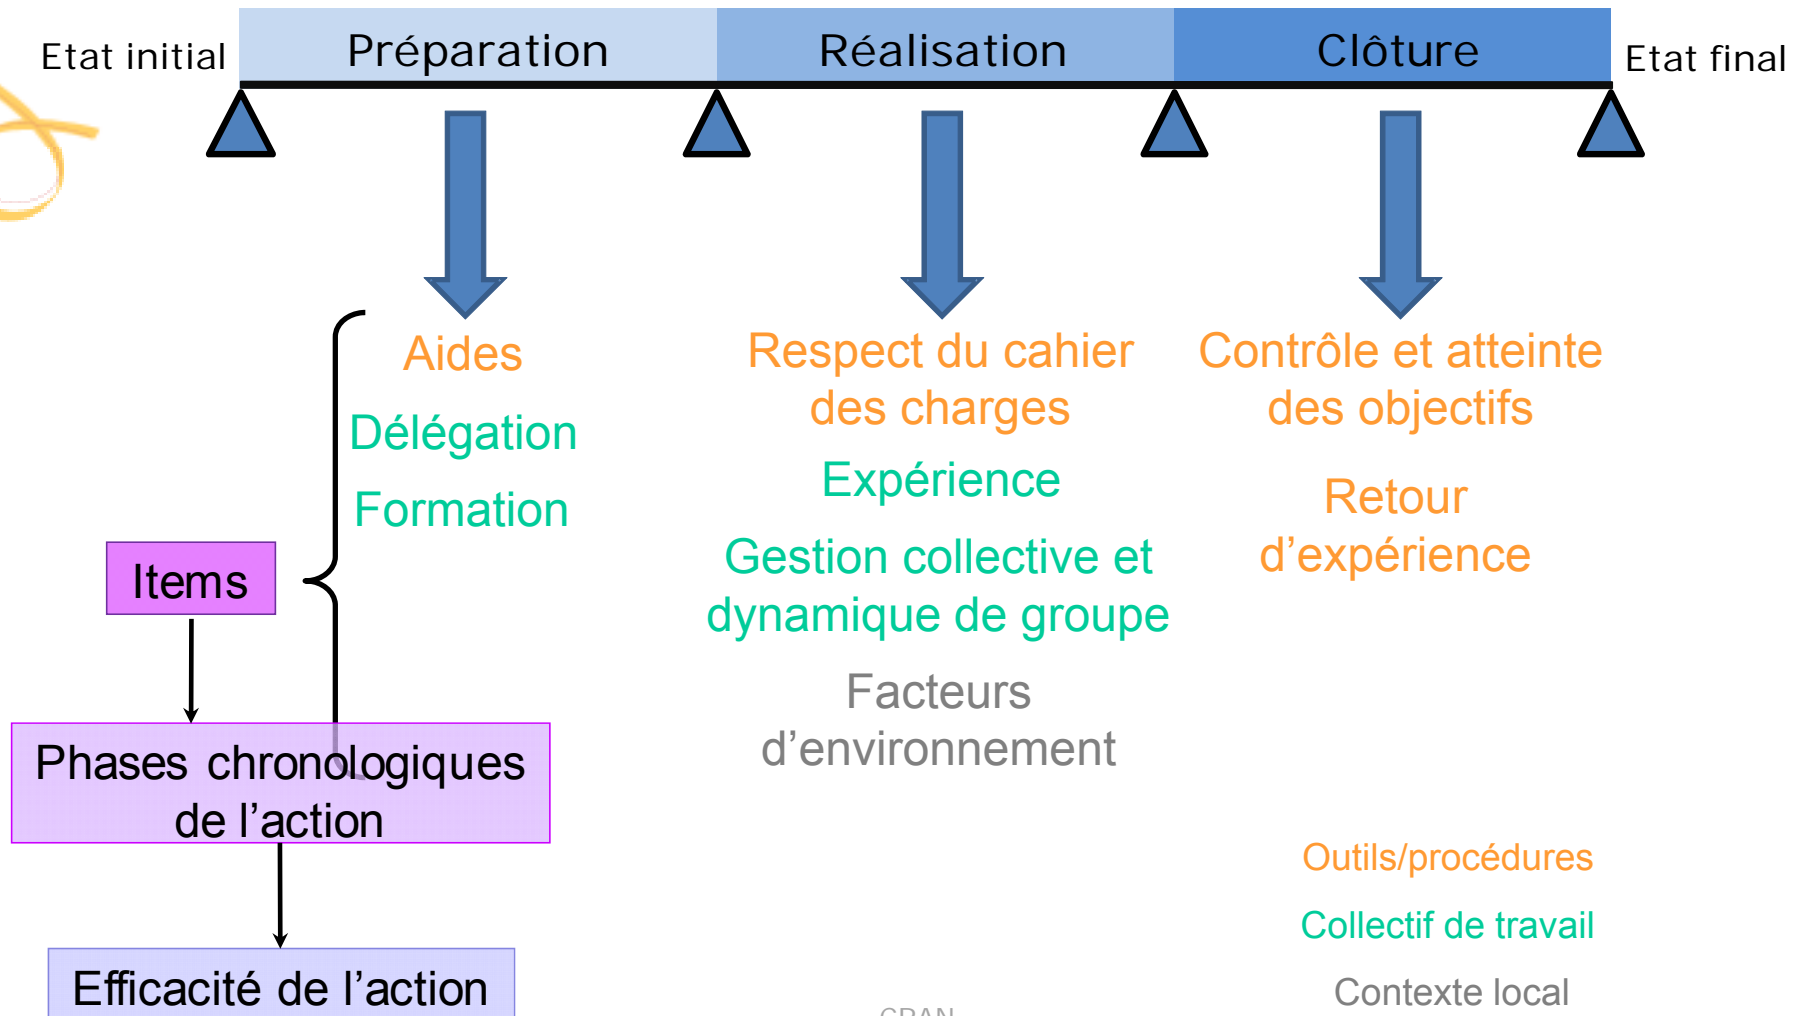 Etat initial
Préparation
Réalisation
Clôture
Etat final
Aides
Délégation
Formation
Respect du cahier
des charges
Expérience
Gestion collective et
dynamique de groupe
Facteurs
d’environnement
Contrôle et atteinte
des objectifs
Retour
d’expérience
Items
Phases chronologiques
de l’action
Efficacité de l’action
Outils/procédures
Collectif de travail
Contexte local
CRAN